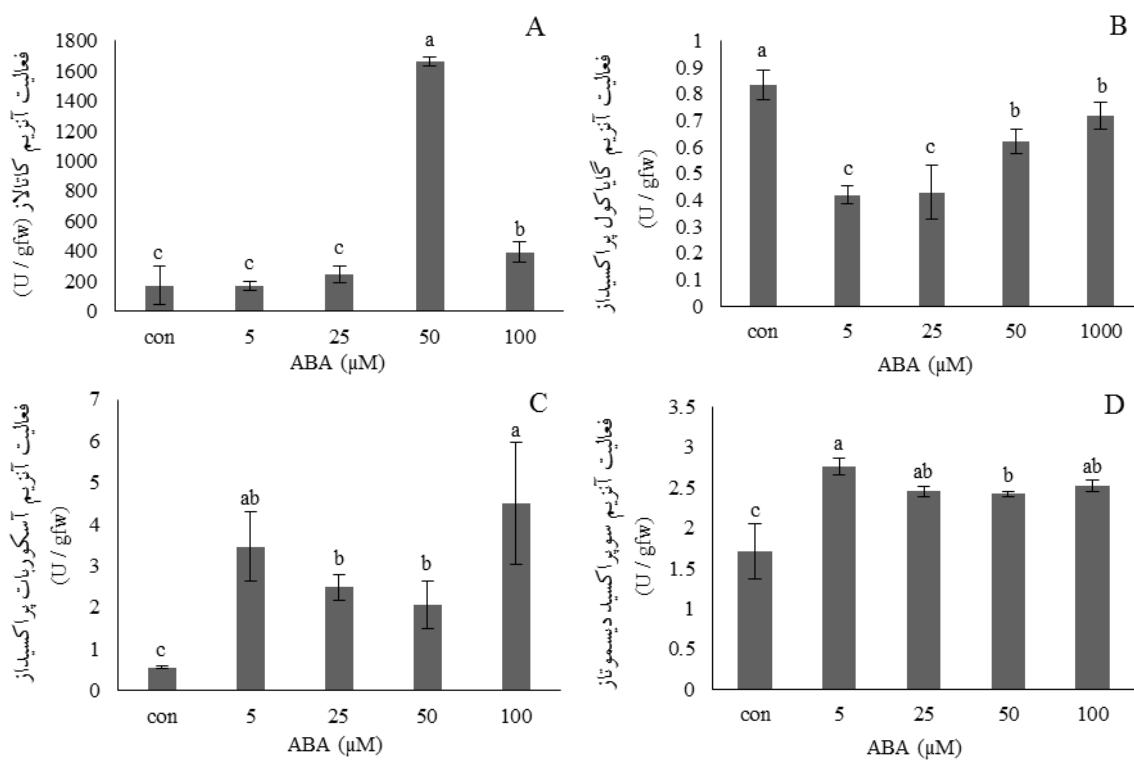 A
فعالیت آنزیم کاتالاز (U / gfw)
1800
1600
1400
1200
1000
800
600
400
200
0
c
c
c
a
b
con 5 25 50 100
ABA (µM)
B
فعالیت آنزیم گایاکول پراکسیداز
(U / gfw)
1
0.9
0.8
0.7
0.6
0.5
0.4
0.3
0.2
0.1
0
a
c
c
b
b
con 5 25 50 1000
ABA (µM)
C
فعالیت آنزیم آسکوربات پراکسیداز
(U / gfw)
7
6
5
4
3
2
1
0
c
ab
b
b
a
con 5 25 50 100
ABA (µM)
D
فعالیت آنزیم سوپراکسید دیسموتاز
(U / gfw)
3.5
3
2.5
2
1.5
1
0.5
0
c
a
ab
b
ab
con 5 25 50 100
ABA (µM)